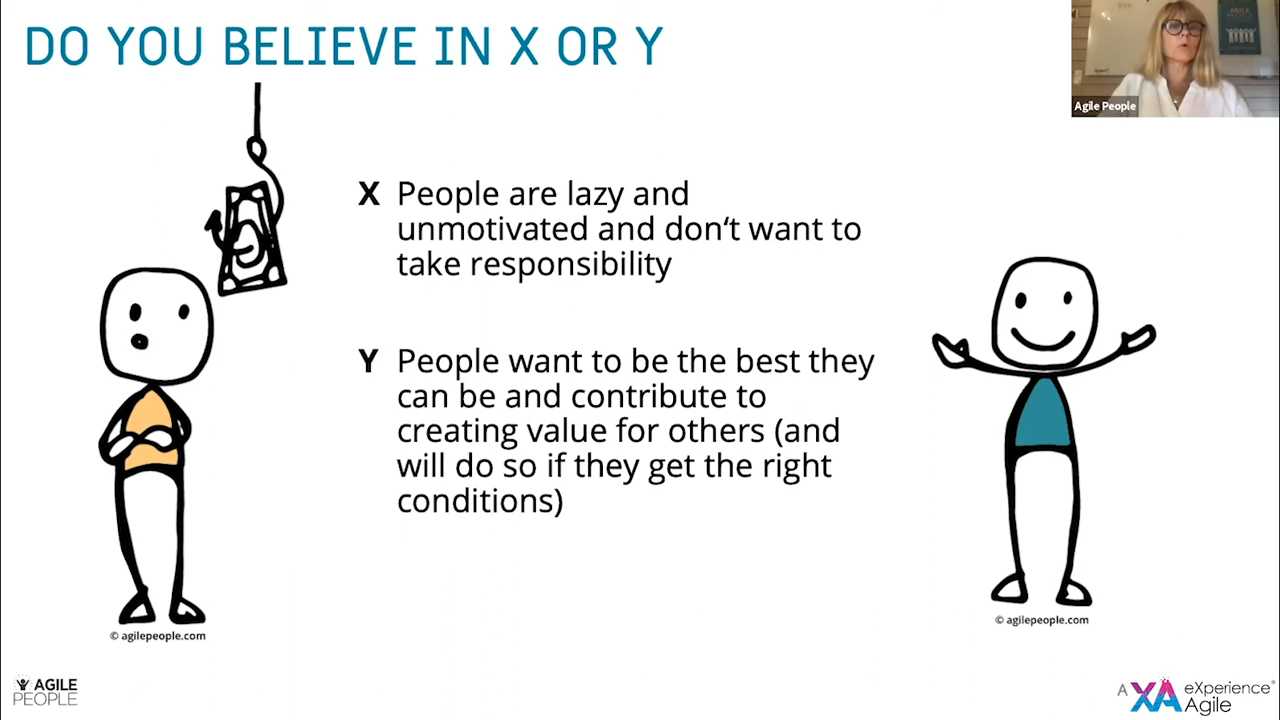 DO YOU BELIEVE IN X OR Y
Agile People
X People are lazy and
unmotivated and don‘t want to
take responsibility
Y People want to be the best they
can be and contribute to
creating value for others (and
will do so if they get the right
conditions)
© agilepeople.com
© agilepeople.com
AGILE
PEOPLE
A XA eXperience®
Agile